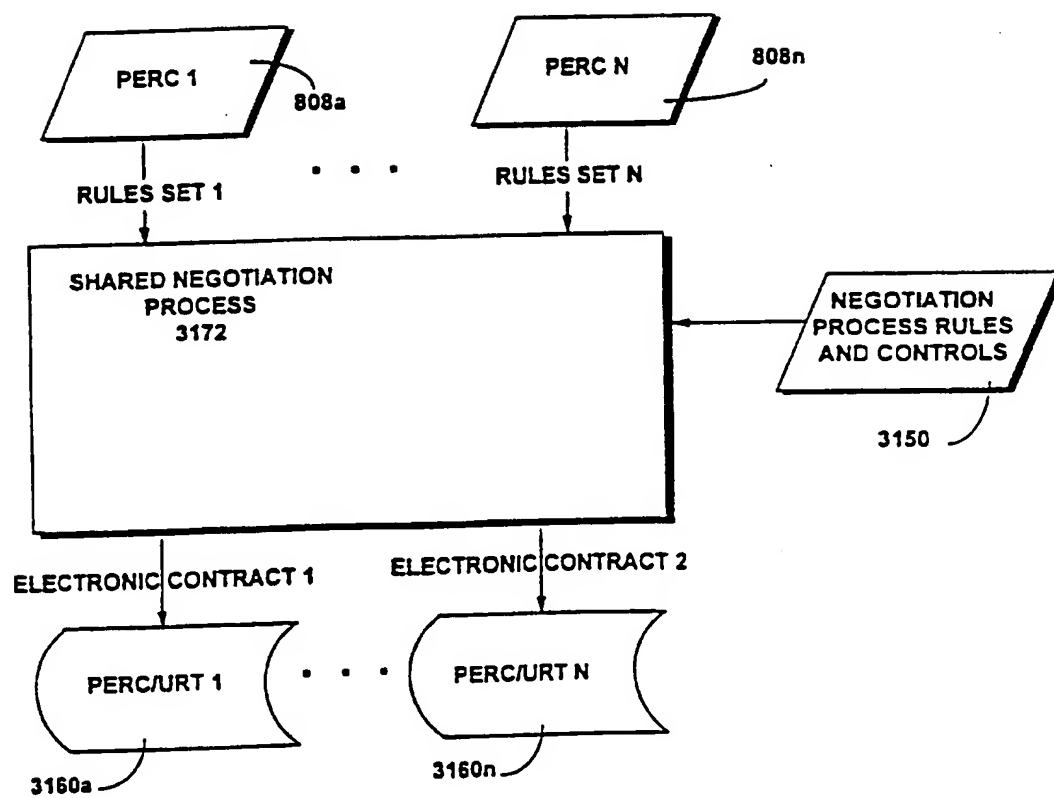 PERC 1
808a
PERC N
808n
RULES SET 1
RULES SET N
SHARED NEGOTIATION
PROCESS
3172
NEGOTIATION
PROCESS RULES
AND CONTROLS
3150
ELECTRONIC CONTRACT 1
ELECTRONIC CONTRACT 2
PERC/URT 1
PERC/URT N
3160a
3160n